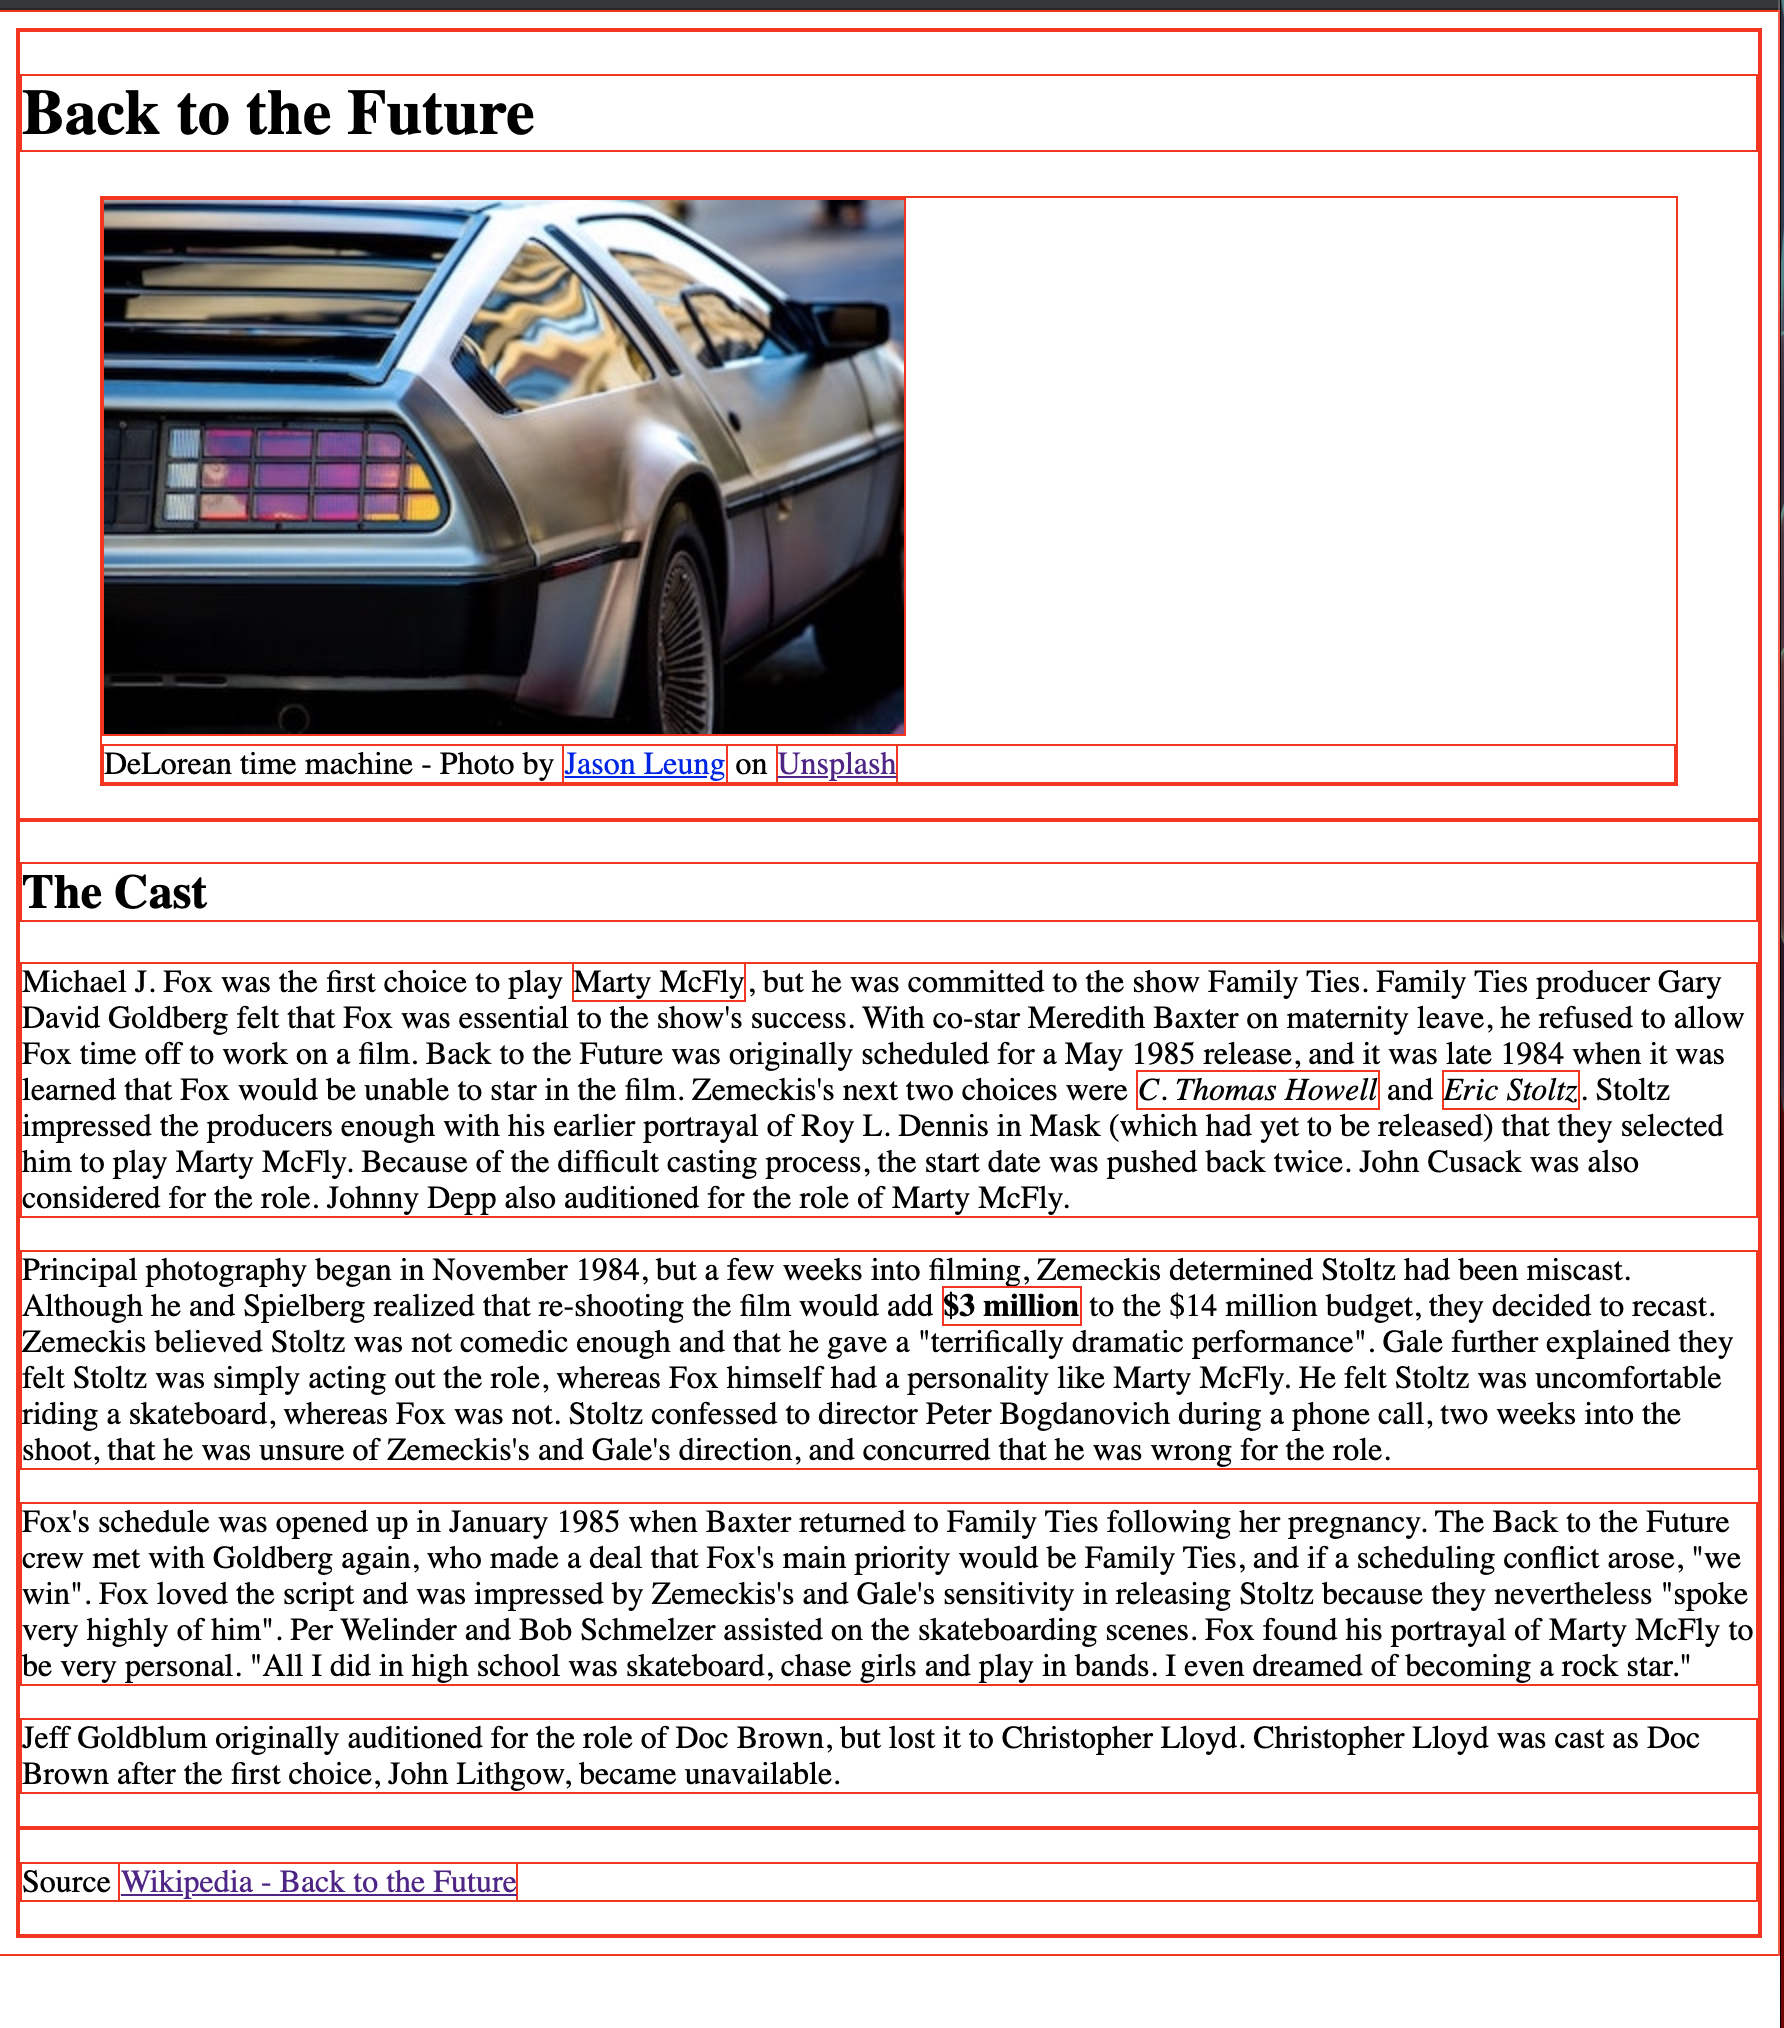 Back to the Future
DeLorean time machine - Photo by Jason Leung on Unsplash
The Cast
Michael J. Fox was the first choice to play Marty McFly, but he was committed to the show Family Ties. Family Ties producer Gary
David Goldberg felt that Fox was essential to the show's success. With co-star Meredith Baxter on maternity leave, he refused to allow
Fox time off to work on a film. Back to the Future was originally scheduled for a May 1985 release, and it was late 1984 when it was
learned that Fox would be unable to star in the film. Zemeckis's next two choices were C. Thomas Howell and Eric Stoltz. Stoltz
impressed the producers enough with his earlier portrayal of Roy L. Dennis in Mask (which had yet to be released) that they selected
him to play Marty McFly. Because of the difficult casting process, the start date was pushed back twice. John Cusack was also
considered for the role. Johnny Depp also auditioned for the role of Marty McFly.
Principal photography began in November 1984, but a few weeks into filming, Zemeckis determined Stoltz had been miscast.
Although he and Spielberg realized that re-shooting the film would add $3 million to the $14 million budget, they decided to recast.
Zemeckis believed Stoltz was not comedic enough and that he gave a "terrifically dramatic performance". Gale further explained they
felt Stoltz was simply acting out the role, whereas Fox himself had a personality like Marty McFly. He felt Stoltz was uncomfortable
riding a skateboard, whereas Fox was not. Stoltz confessed to director Peter Bogdanovich during a phone call, two weeks into the
shoot, that he was unsure of Zemeckis's and Gale's direction, and concurred that he was wrong for the role.
Fox's schedule was opened up in January 1985 when Baxter returned to Family Ties following her pregnancy. The Back to the Future
crew met with Goldberg again, who made a deal that Fox's main priority would be Family Ties, and if a scheduling conflict arose, "we
win". Fox loved the script and was impressed by Zemeckis's and Gale's sensitivity in releasing Stoltz because they nevertheless "spoke
very highly of him". Per Welinder and Bob Schmelzer assisted on the skateboarding scenes. Fox found his portrayal of Marty McFly to
be very personal. "All I did in high school was skateboard, chase girls and play in bands. I even dreamed of becoming a rock star."
Jeff Goldblum originally auditioned for the role of Doc Brown, but lost it to Christopher Lloyd. Christopher Lloyd was cast as Doc
Brown after the first choice, John Lithgow, became unavailable.
Source Wikipedia - Back to the Future